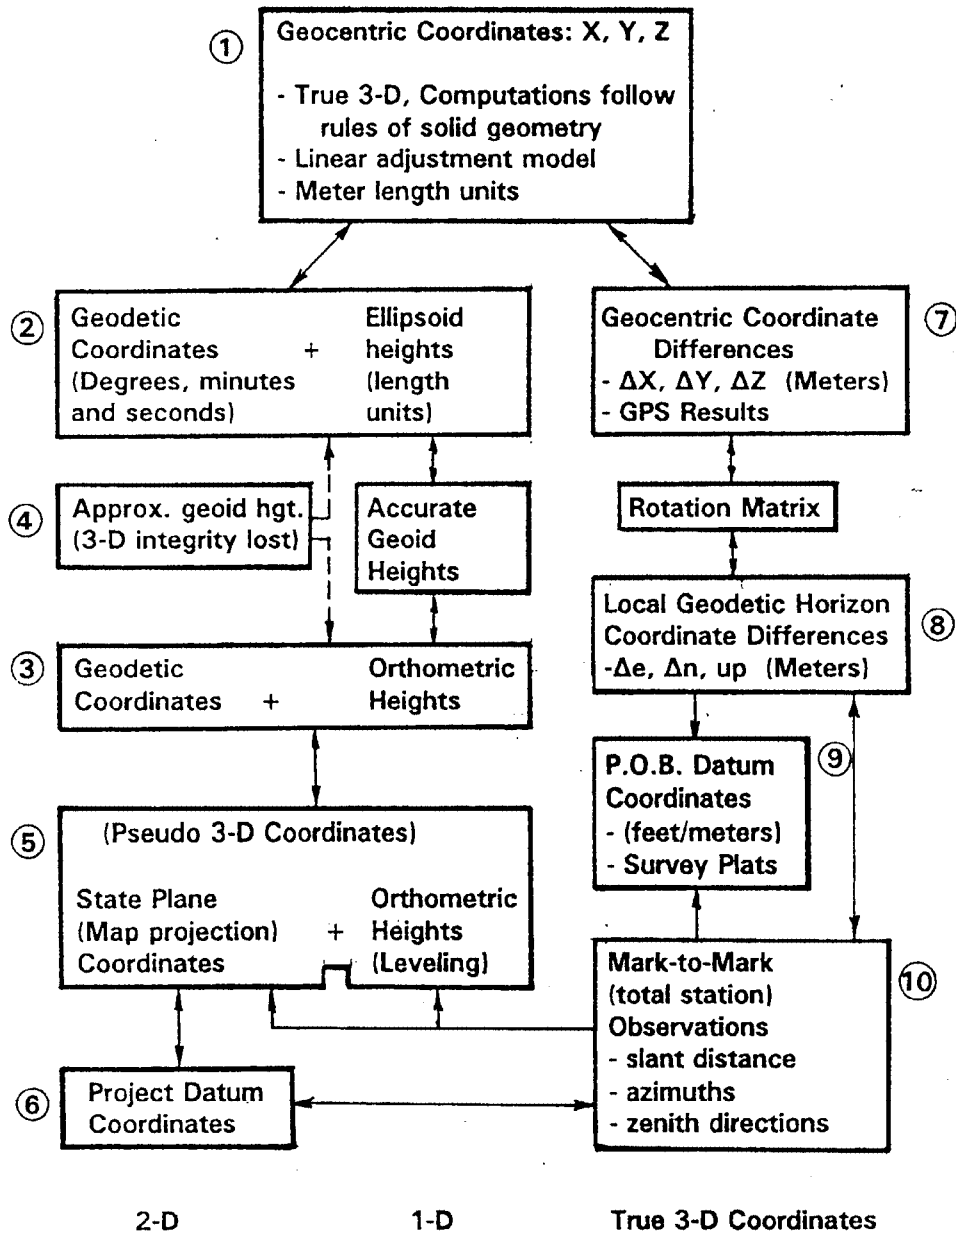 ①
Geocentric Coordinates: X, Y, Z
- True 3-D, Computations follow
rules of solid geometry
- Linear adjustment model
- Meter length units
②
Geodetic
Coordinates +
(Degrees, minutes
and seconds)
Ellipsoid
heights
(length
units)
Geocentric Coordinate
Differences
- ΔX, ΔY, ΔZ (Meters)
- GPS Results
⑦
④
Approx. geoid hgt.
(3-D integrity lost)
Accurate
Geoid
Heights
Rotation Matrix
Local Geodetic Horizon
Coordinate Differences
-Δe, Δn, up (Meters)
⑧
③
Geodetic
Coordinates +
Orthometric
Heights
P.O.B. Datum
Coordinates
- (feet/meters)
- Survey Plats
⑨
⑤
(Pseudo 3-D Coordinates)
State Plane
(Map projection) +
Coordinates
Orthometric
Heights
(Leveling)
Mark-to-Mark
(total station)
Observations
- slant distance
- azimuths
- zenith directions
⑩
⑥
Project Datum
Coordinates
2-D
1-D
True 3-D Coordinates